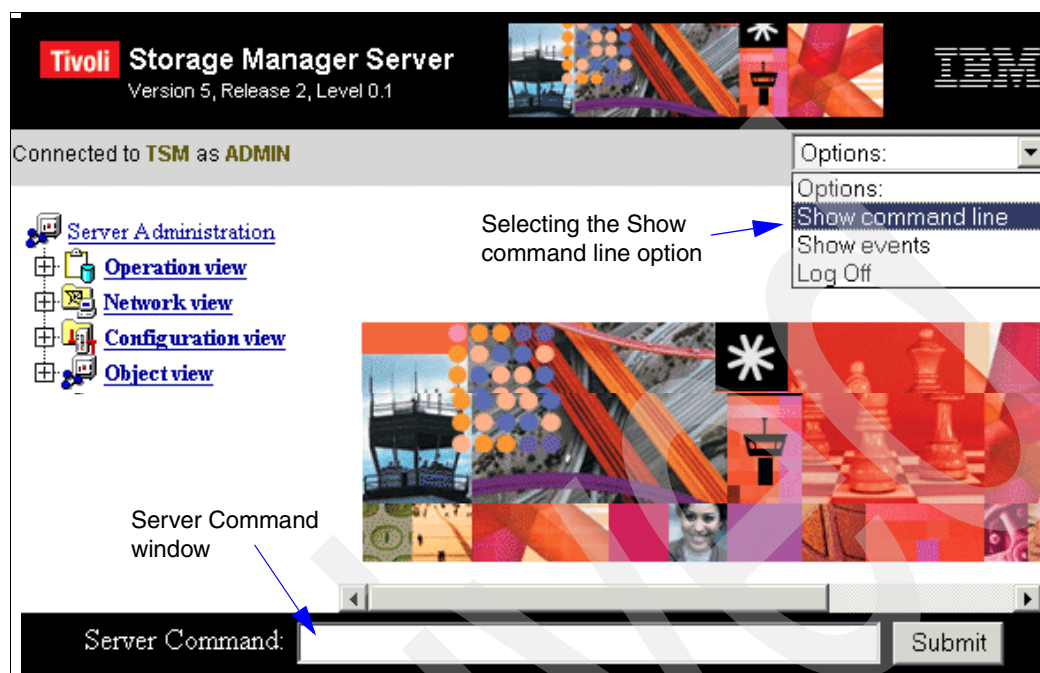 Tivoli Storage Manager Server
Version 5, Release 2, Level 0.1
IBM
Connected to TSM as ADMIN
Options:
Options:
Show command line
Show events
Log Off
Selecting the Show
command line option
Server Administration
Operation view
Network view
Configuration view
Object view
Server Command
window
Server Command:
Submit